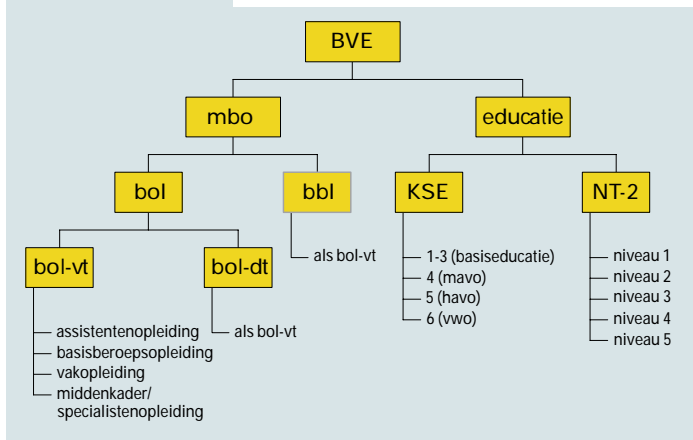 BVE
mbo
educatie
bol
bbl
KSE
NT-2
bol-vt
bol-dt
als bol-vt
1-3 (basiseducatie)
4 (mavo)
5 (havo)
6 (vwo)
niveau 1
niveau 2
niveau 3
niveau 4
niveau 5
assistentenopleiding
basisberoepsopleiding
vakopleiding
middenkader/
specialistenopleiding
als bol-vt